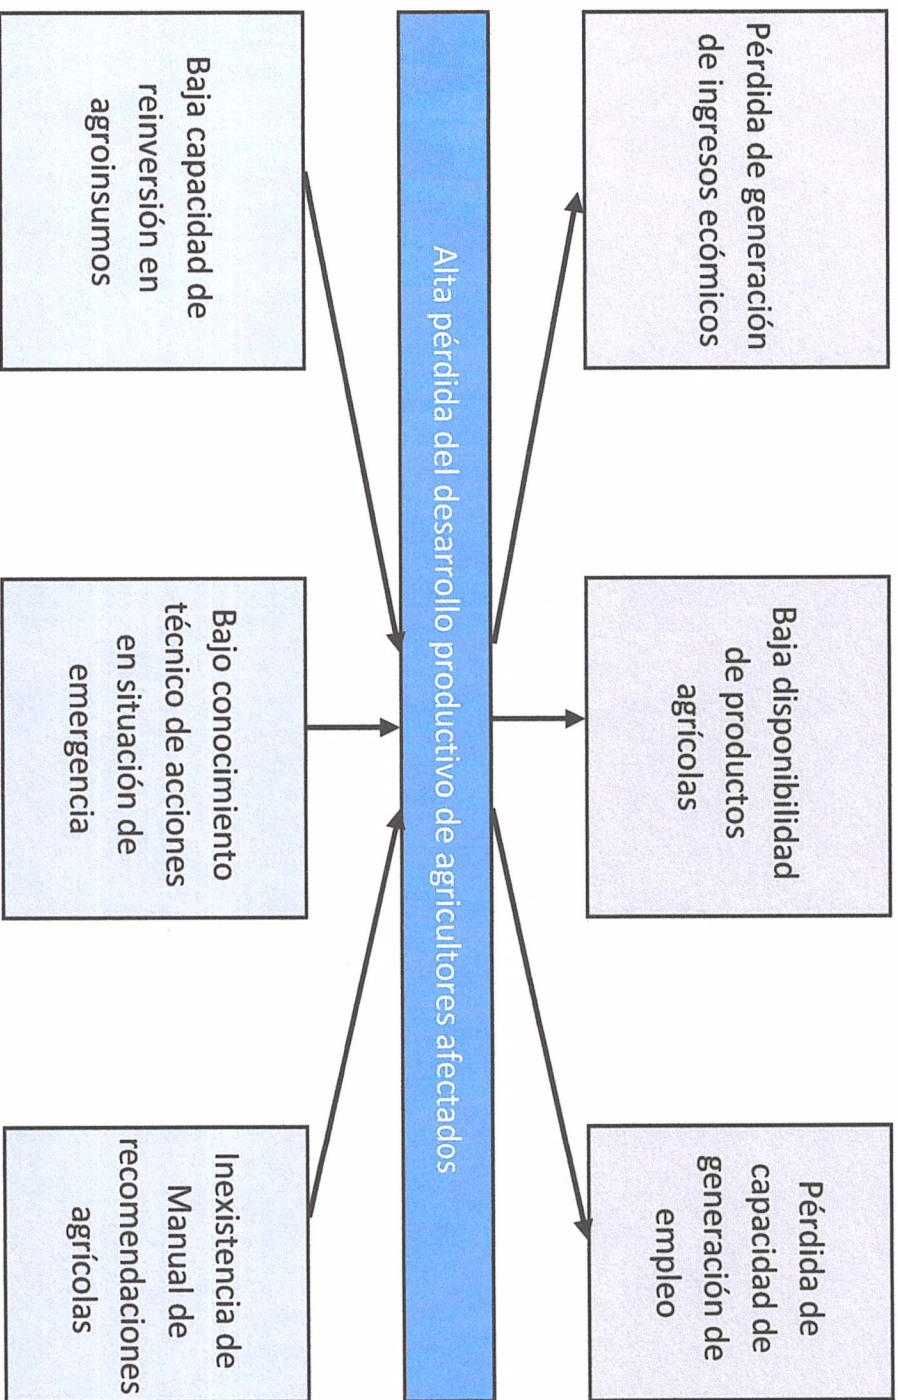 Pérdida de generación
de ingresos ecómicos
Baja disponibilidad
de productos
agrícolas
Pérdida de
capacidad de
generación de
empleo
Alta pérdida del desarrollo productivo de agricultores afectados
Baja capacidad de
reinversión en
agroinsumos
Bajo conocimiento
técnico de acciones
en situación de
emergencia
Inexistencia de
Manual de
recomendaciones
agrícolas